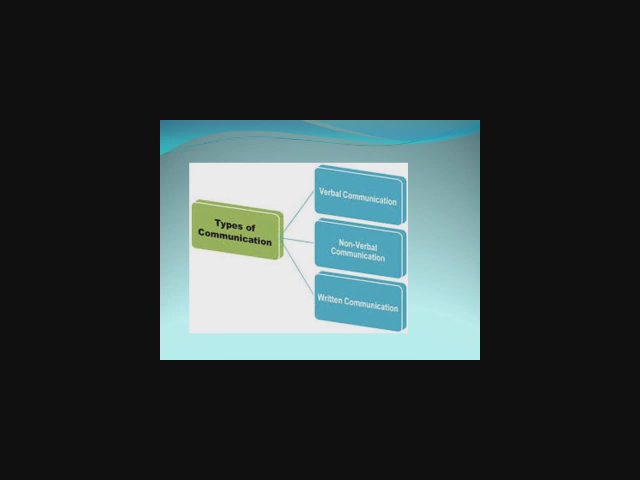 Types of
Communication
Verbal Communication
Non-Verbal
Communication
Written Communication